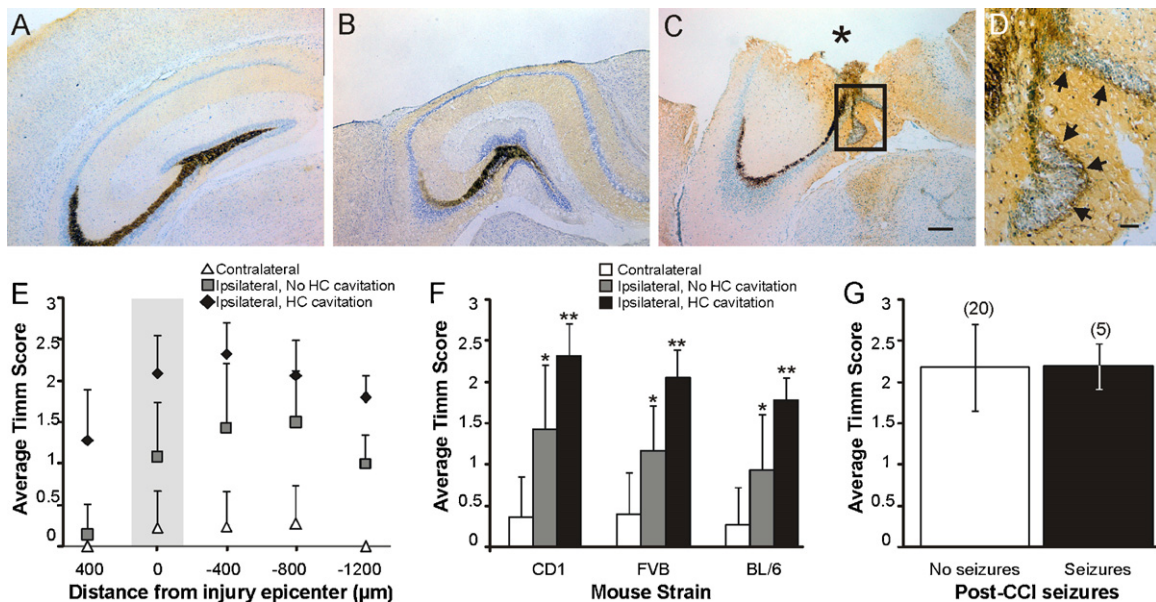 A
B
C
*
D
E
Contralateral
Ipsilateral, No HC cavitation
Ipsilateral, HC cavitation
Average Timm Score
3
2.5
2
1.5
1
0.5
0
400
0
-400
-800
-1200
Distance from injury epicenter (µm)
F
Contralateral
Ipsilateral, No HC cavitation
Ipsilateral, HC cavitation
Average Timm Score
3
2.5
2
1.5
1
0.5
0
*
**
*
**
*
**
CD1
FVB
BL/6
Mouse Strain
G
Average Timm Score
3
2.5
2
1.5
1
0.5
0
(20)
(5)
No seizures
Seizures
Post-CCI seizures